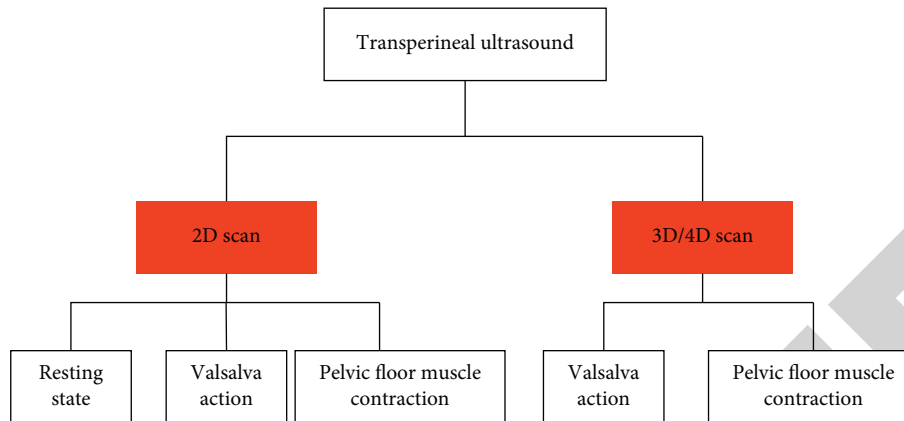 Transperineal ultrasound
2D scan
3D/4D scan
Resting
state
Valsalva
action
Pelvic floor muscle
contraction
Valsalva
action
Pelvic floor muscle
contraction